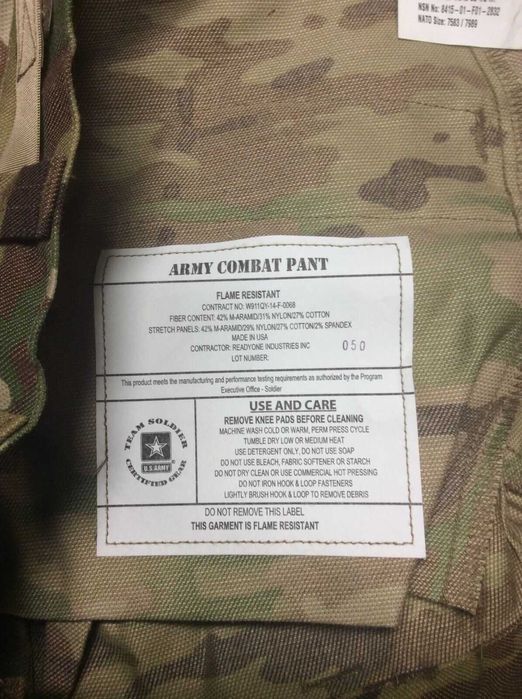 NSN No: 8415-01-F01-2832
NATO Size: 7583 / 7989
ARMY COMBAT PANT
FLAME RESISTANT
CONTRACT NO: W911QY-14-F-0068
FIBER CONTENT: 42% M-ARAMID/31% NYLON/27% COTTON
STRETCH PANELS: 42% M-ARAMID/29% NYLON/27% COTTON/2% SPANDEX
MADE IN USA
CONTRACTOR: READYONE INDUSTRIES INC
LOT NUMBER: 050
This product meets the manufacturing and performance testing requirements as authorized by the Program
Executive Office - Soldier
TEAM SOLDIER
U.S. ARMY
CERTIFIED GEAR
USE AND CARE
REMOVE KNEE PADS BEFORE CLEANING
MACHINE WASH COLD OR WARM, PERM PRESS CYCLE
TUMBLE DRY LOW OR MEDIUM HEAT
USE DETERGENT ONLY, DO NOT USE SOAP
DO NOT USE BLEACH, FABRIC SOFTENER OR STARCH
DO NOT DRY CLEAN OR USE COMMERCIAL HOT PRESSING
DO NOT IRON HOOK & LOOP FASTENERS
LIGHTLY BRUSH HOOK & LOOP TO REMOVE DEBRIS
DO NOT REMOVE THIS LABEL
THIS GARMENT IS FLAME RESISTANT